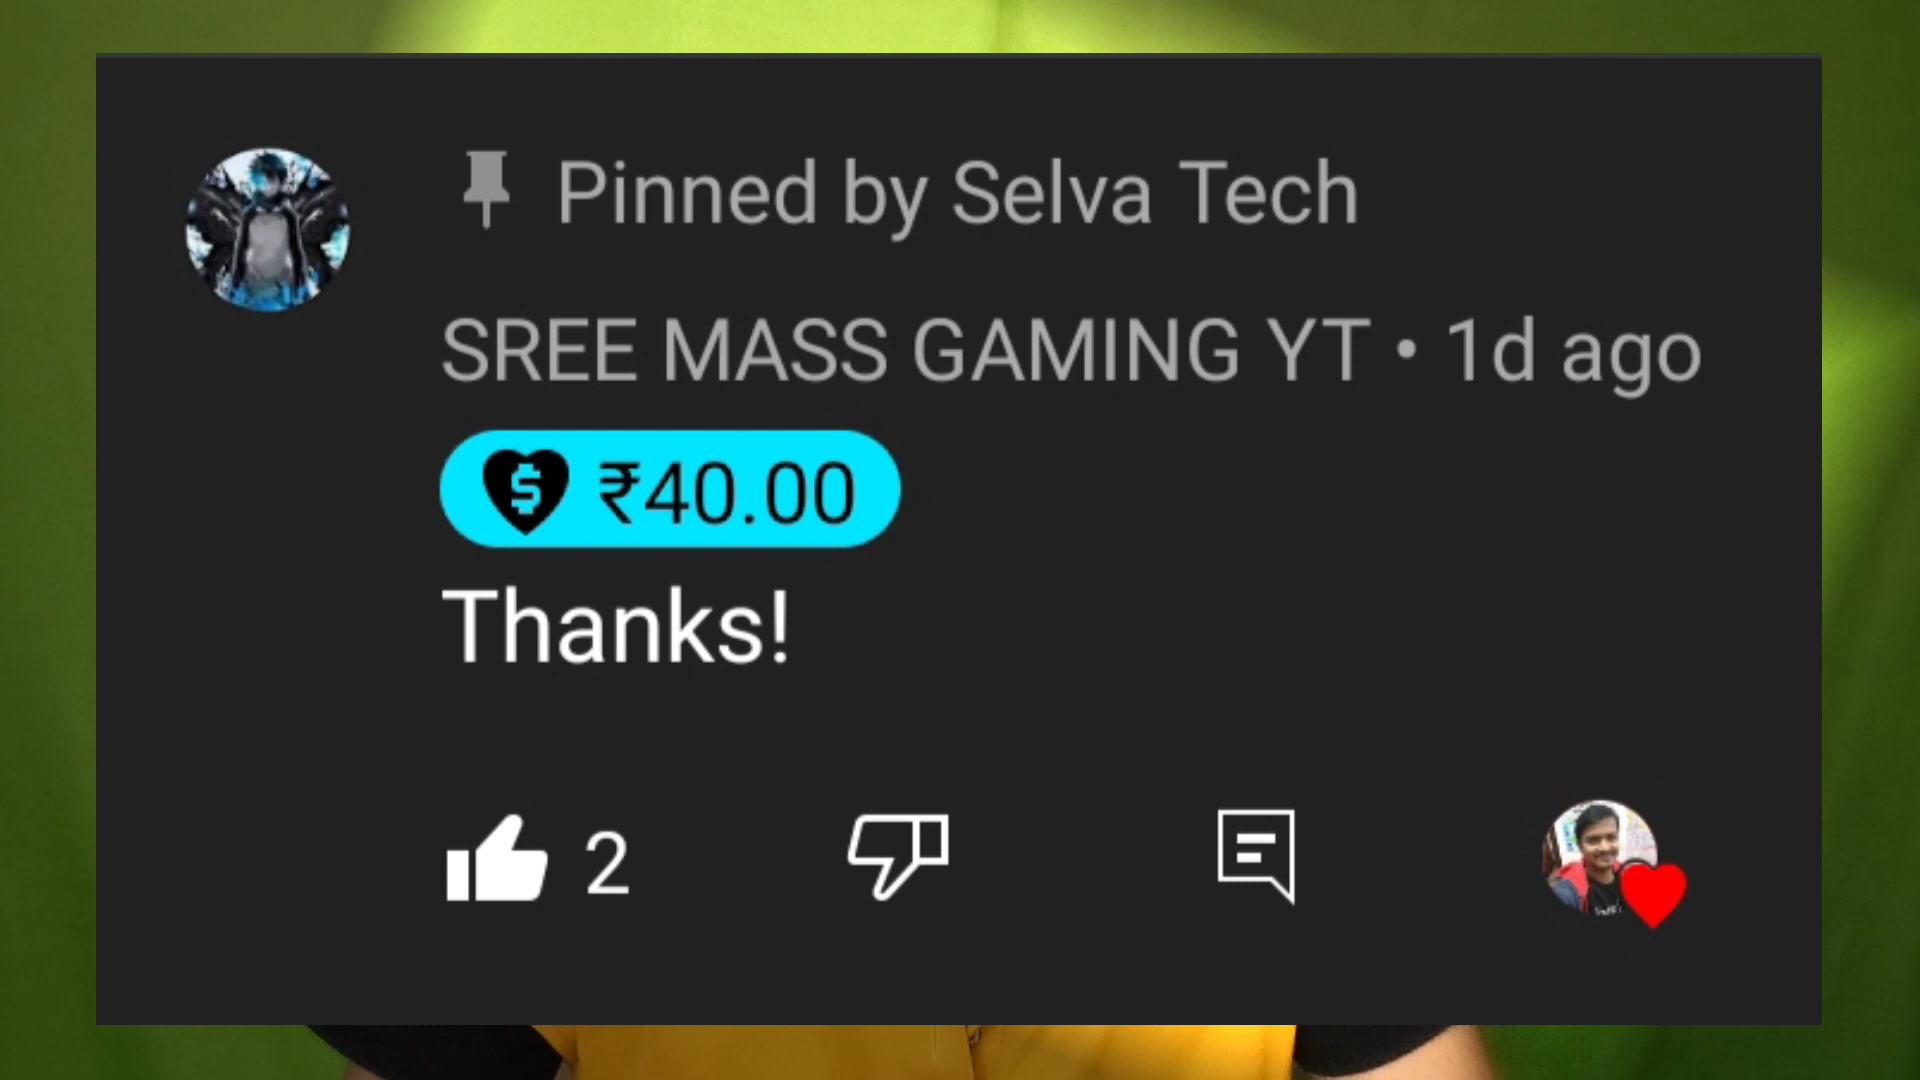 Pinned by Selva Tech
SREE MASS GAMING YT • 1d ago
₹40.00
Thanks!
2